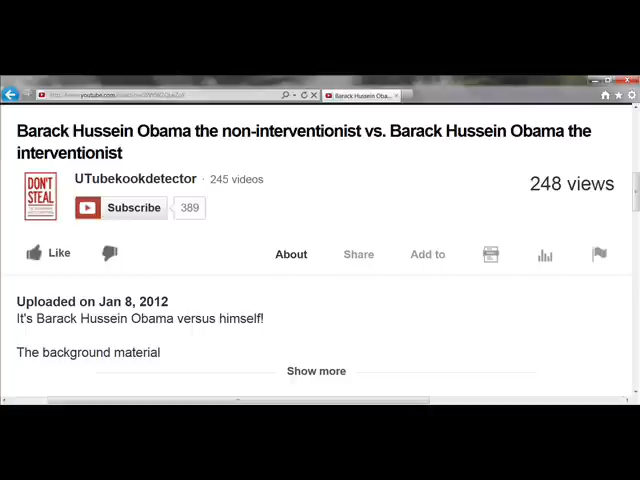 Barack Hussein Oba...
Barack Hussein Obama the non-interventionist vs. Barack Hussein Obama the
interventionist
DON'T
STEAL
UTubekookdetector · 245 videos
248 views
Subscribe 389
Like
About Share Add to
Uploaded on Jan 8, 2012
It's Barack Hussein Obama versus himself!
The background material
Show more